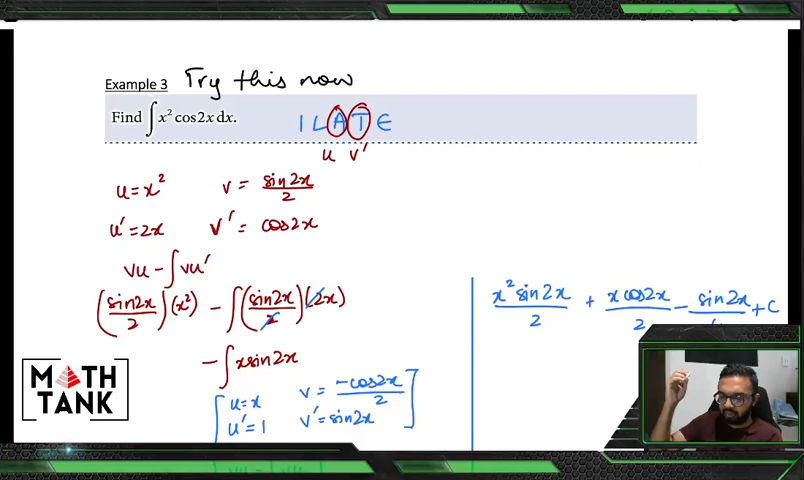 Example 3 Try this now
Find ∫ x² cos2x dx. I L A T E
u v'
u = x² v = sin2x/2
u' = 2x v' = cos2x
vu − ∫ vu'
(sin2x/2)(x²) − ∫ (sin2x/2)(2x)
− ∫ x sin2x
u = x v = −cos2x/2
u' = 1 v' = sin2x
x² sin2x/2 + x cos2x/2 − sin2x + C
MATH
TANK